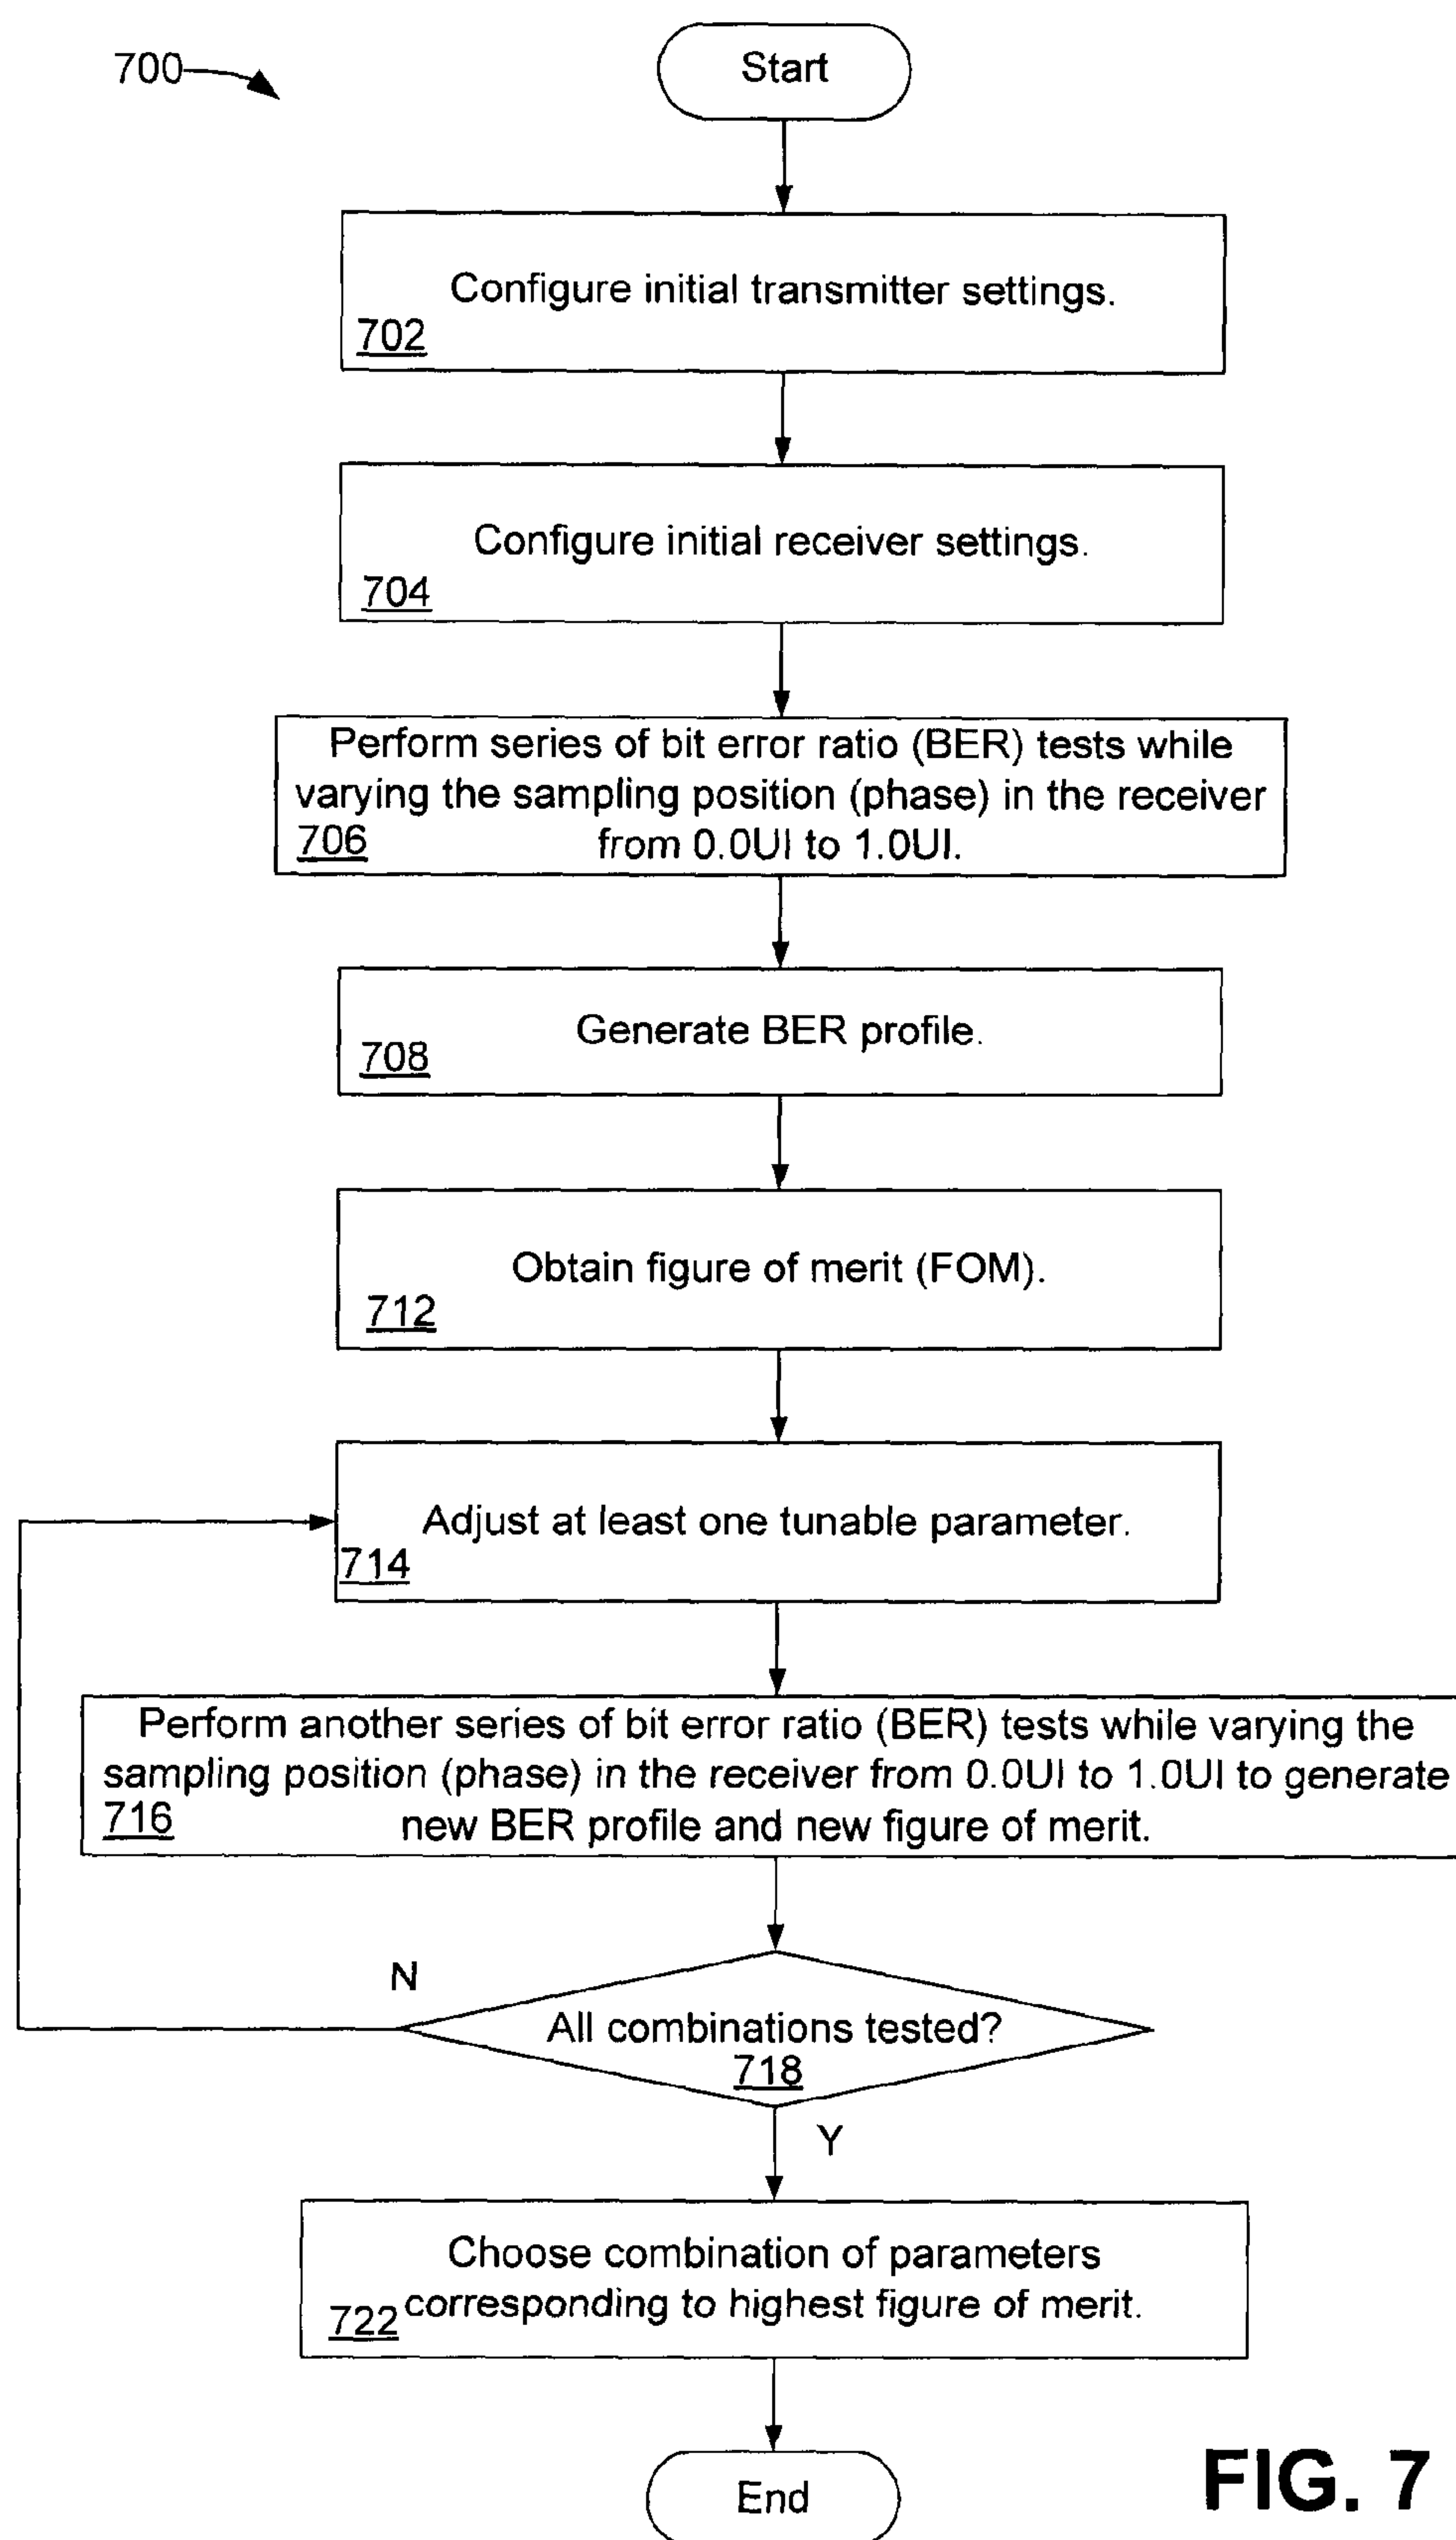 700
Start
Configure initial transmitter settings.
702
Configure initial receiver settings.
704
Perform series of bit error ratio (BER) tests while
varying the sampling position (phase) in the receiver
706 from 0.0UI to 1.0UI.
Generate BER profile.
708
Obtain figure of merit (FOM).
712
Adjust at least one tunable parameter.
714
Perform another series of bit error ratio (BER) tests while varying the
sampling position (phase) in the receiver from 0.0UI to 1.0UI to generate
716 new BER profile and new figure of merit.
N
All combinations tested?
718
Y
Choose combination of parameters
722 corresponding to highest figure of merit.
End
FIG. 7